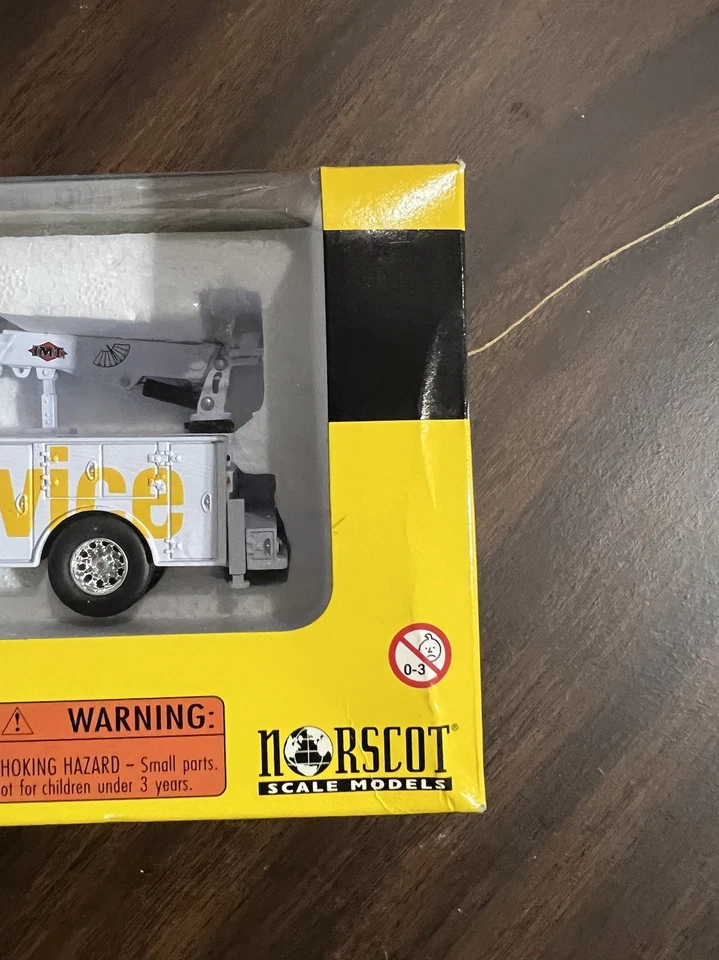 IMT
vice
0-3
WARNING:
HOKING HAZARD – Small parts.
ot for children under 3 years.
NORSCOT®
SCALE MODELS